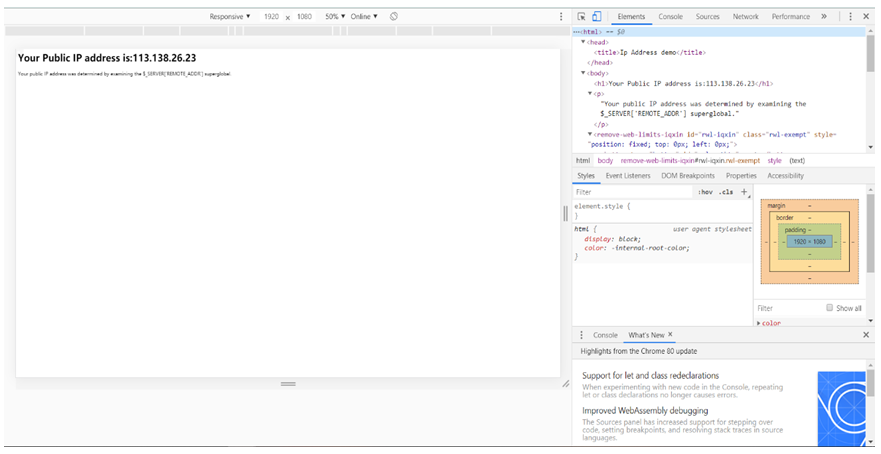 Responsive ▼ 1920 × 1080 50% ▼ Online ▼
Your Public IP address is:113.138.26.23
Your public IP address was determined by examining the $_SERVER['REMOTE_ADDR'] superglobal.
Elements Console Sources Network Performance »
⋯<html> == $0
▼<head>
<title>Ip Address demo</title>
</head>
▼<body>
<h1>Your Public IP address is:113.138.26.23</h1>
▼<p>
"Your public IP address was determined by examining the
$_SERVER['REMOTE_ADDR'] superglobal."
</p>
▼<remove-web-limits-iqxin id="rwl-iqxin" class="rwl-exempt" style=
"position: fixed; top: 0px; left: 0px;">
html body remove-web-limits-iqxin#rwl-iqxin.rwl-exempt style (text)
Styles Event Listeners DOM Breakpoints Properties Accessibility
Filter :hov .cls +
element.style {
}
html { user agent stylesheet
display: block;
color: -internal-root-color;
}
margin –
border –
padding –
– – – 1920 × 1080 – – –
–
–
–
Filter Show all
▶ color
Console What's New ×
Highlights from the Chrome 80 update
Support for let and class redeclarations
When experimenting with new code in the Console, repeating
let or class declarations no longer causes errors.
Improved WebAssembly debugging
The Sources panel has increased support for stepping over
code, setting breakpoints, and resolving stack traces in source
languages.